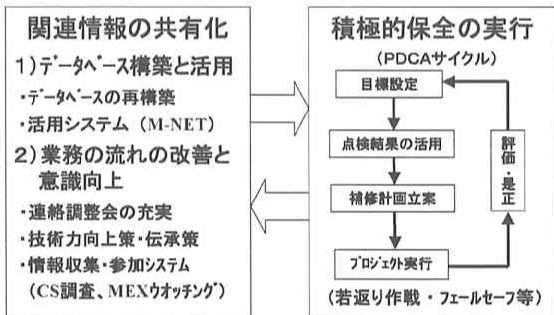 関連情報の共有化
1)データベース構築と活用
・データベースの再構築
・活用システム（M-NET）
2)業務の流れの改善と
意識向上
・連絡調整会の充実
・技術力向上策・伝承策
・情報収集・参加システム
（CS調査、MEXウオッチング）
積極的保全の実行
（PDCAサイクル）
目標設定
点検結果の活用
補修計画立案
プロジェクト実行
評価・是正
（若返り作戦・フェールセーフ等）